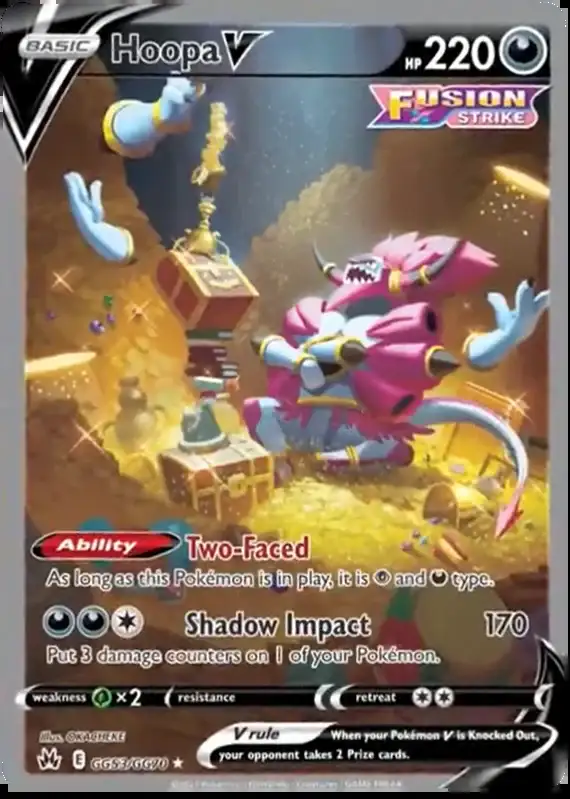 BASIC Hoopa V HP 220
FUSION
STRIKE
Ability Two-Faced
As long as this Pokémon is in play, it is and type.
Shadow Impact 170
Put 3 damage counters on 1 of your Pokémon.
weakness ×2 resistance retreat
Illus. OKACHEKE
V rule When your Pokémon V is Knocked Out,
your opponent takes 2 Prize cards.
E GG53/GG70